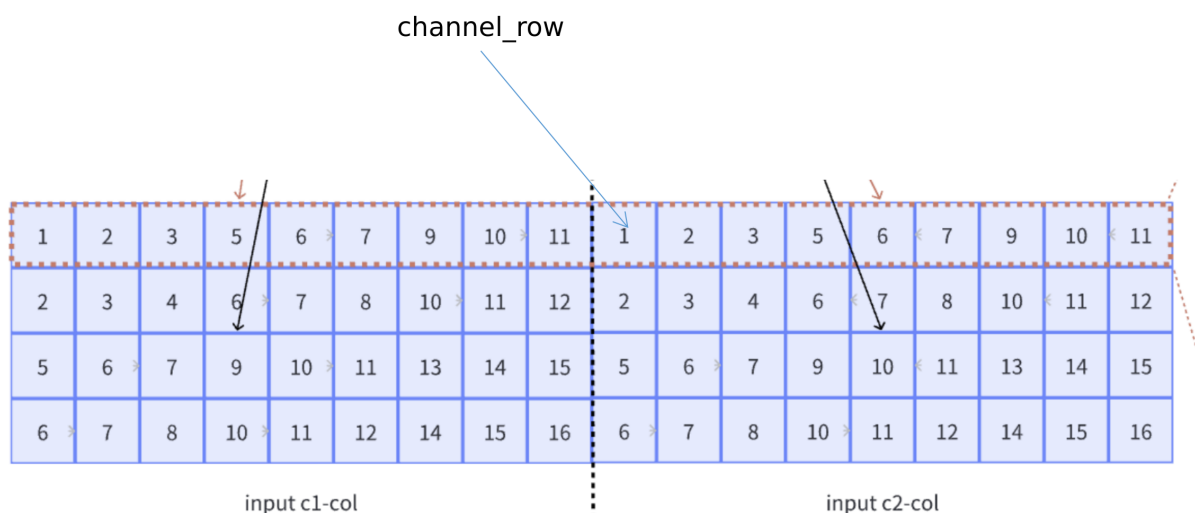 channel_row
1 2 3 5 6 7 9 10 11 1 2 3 5 6 7 9 10 11
2 3 4 6 7 8 10 11 12 2 3 4 6 7 8 10 11 12
5 6 7 9 10 11 13 14 15 5 6 7 9 10 11 13 14 15
6 7 8 10 11 12 14 15 16 6 7 8 10 11 12 14 15 16
input c1-col input c2-col